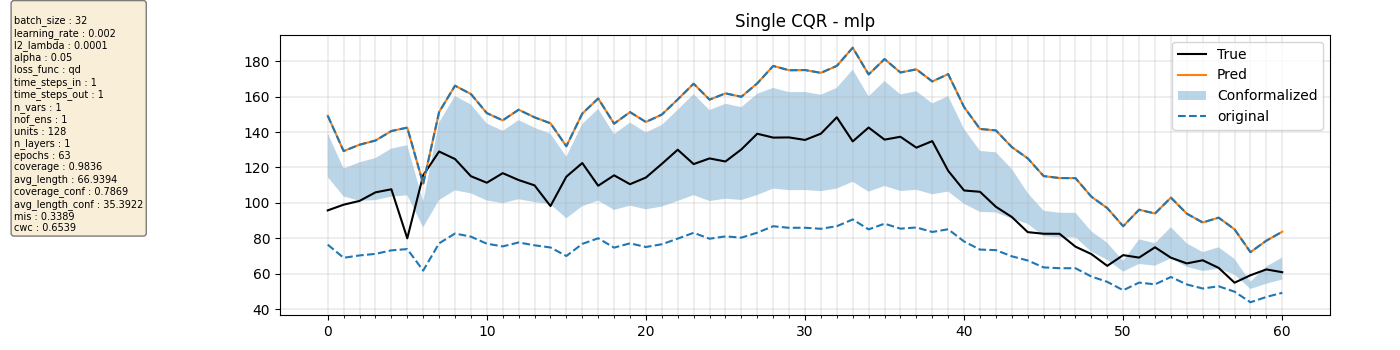 batch_size : 32
learning_rate : 0.002
l2_lambda : 0.0001
alpha : 0.05
loss_func : qd
time_steps_in : 1
time_steps_out : 1
n_vars : 1
nof_ens : 1
units : 128
n_layers : 1
epochs : 63
coverage : 0.9836
avg_length : 66.9394
coverage_conf : 0.7869
avg_length_conf : 35.3922
mis : 0.3389
cwc : 0.6539
Single CQR - mlp
180
160
140
120
100
80
60
40
0 10 20 30 40 50 60
True
Pred
Conformalized
original